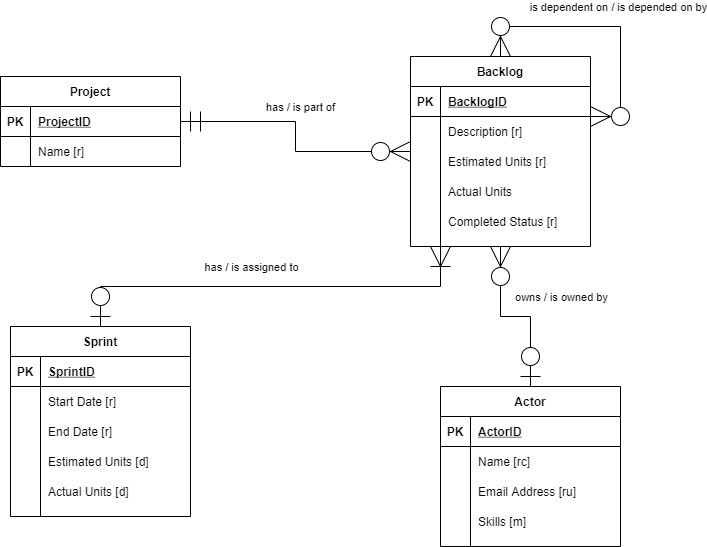 is dependent on / is depended on by
Backlog
PK BacklogID
Description [r]
Estimated Units [r]
Actual Units
Completed Status [r]
Project
PK ProjectID
Name [r]
has / is part of
has / is assigned to
owns / is owned by
Sprint
PK SprintID
Start Date [r]
End Date [r]
Estimated Units [d]
Actual Units [d]
Actor
PK ActorID
Name [rc]
Email Address [ru]
Skills [m]